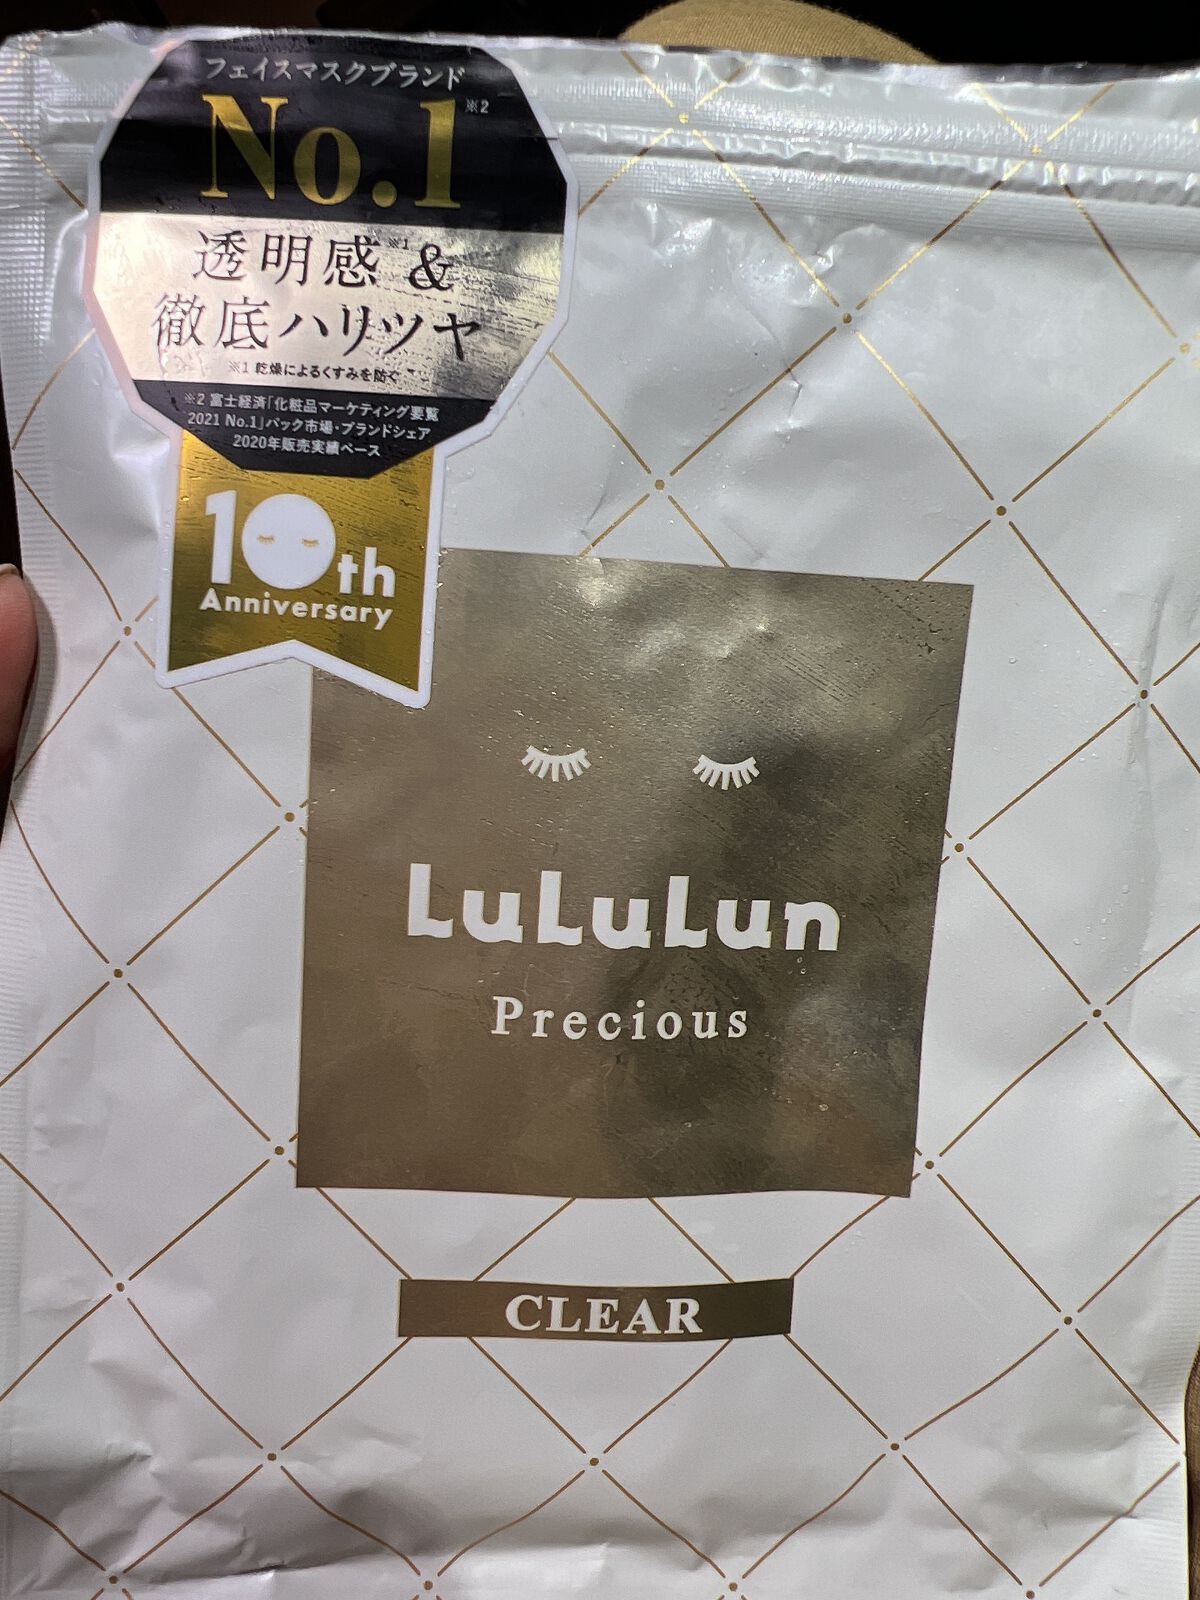 フェイスマスクブランド
No.1※2
透明感※1 &
徹底ハリツヤ
※1 乾燥によるくすみを防ぐ
※2 富士経済「化粧品マーケティング要覧
2021 No.1」パック市場・ブランドシェア
2020年販売実績ベース
10th
Anniversary
LuLuLun
Precious
CLEAR